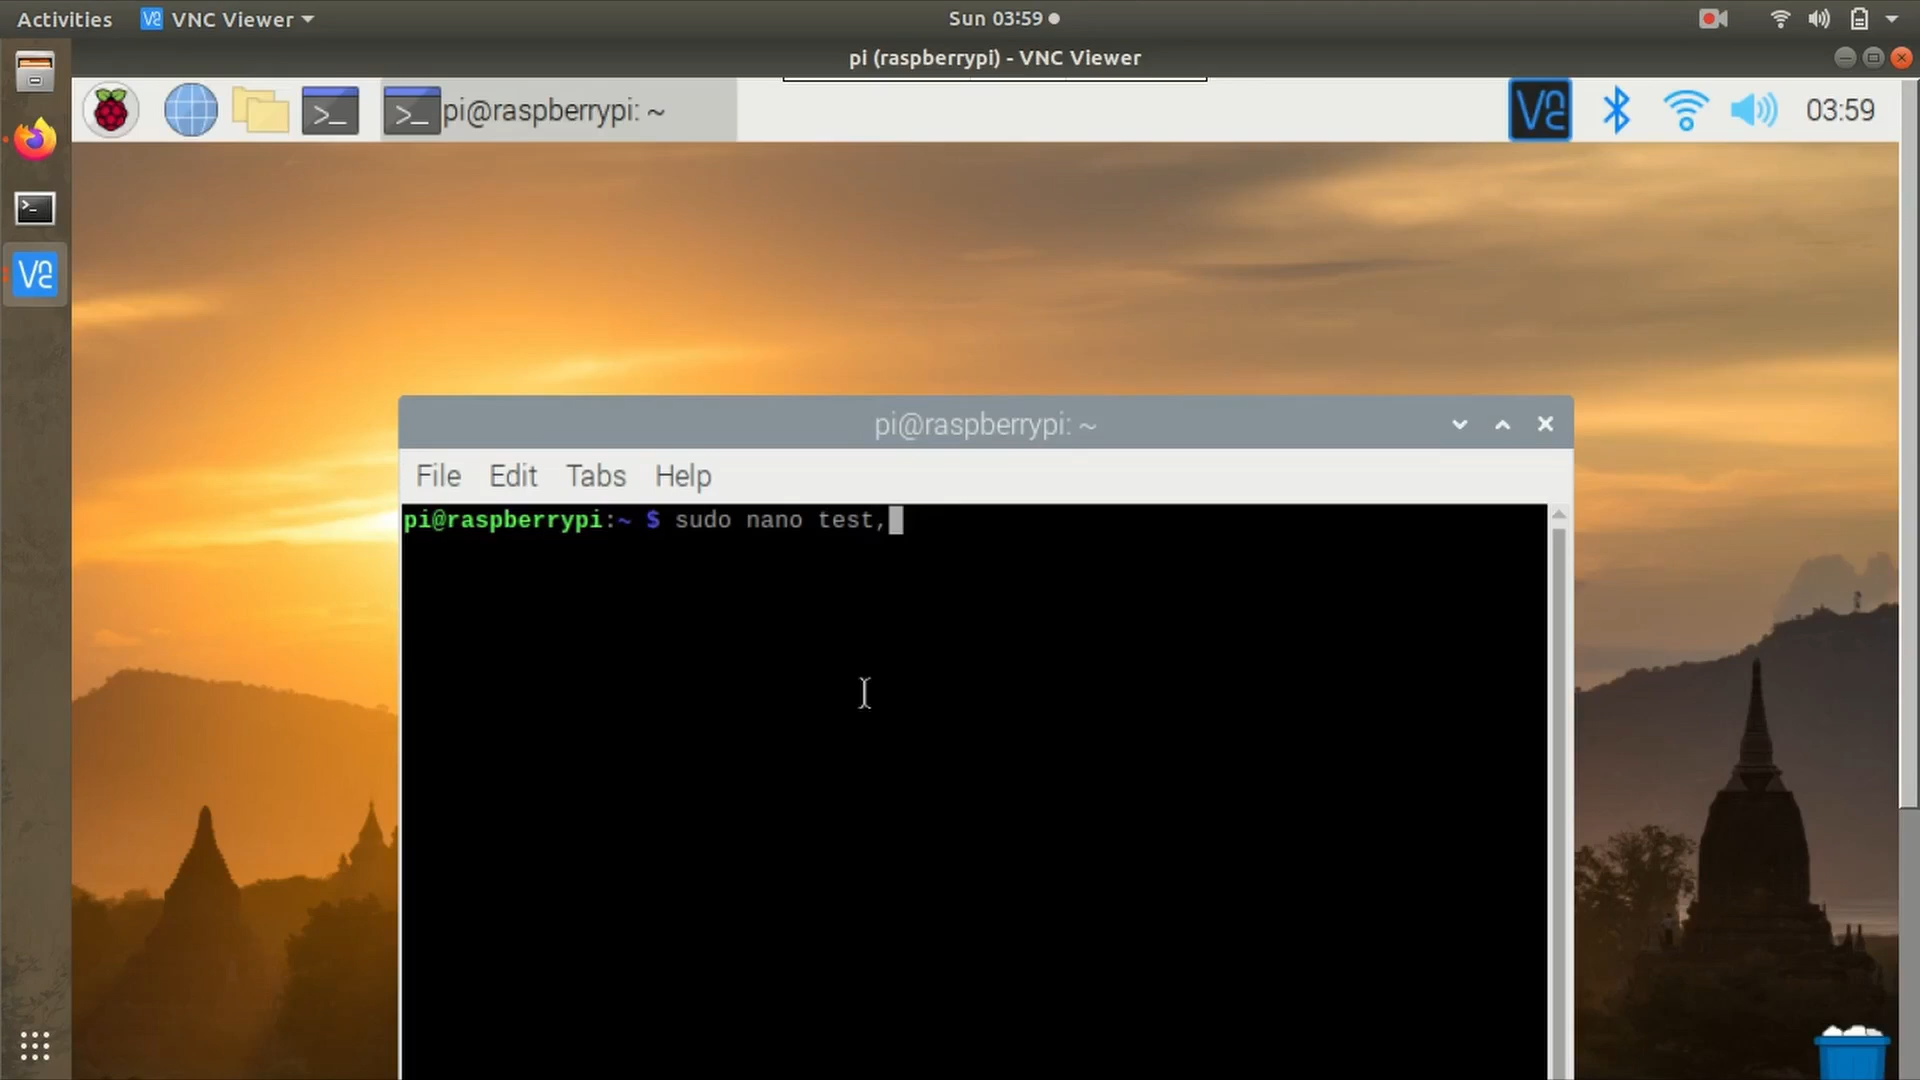 Activities VNC Viewer Sun 03:59
pi (raspberrypi) - VNC Viewer
pi@raspberrypi: ~ 03:59
pi@raspberrypi: ~
File Edit Tabs Help
pi@raspberrypi:~ $ sudo nano test,